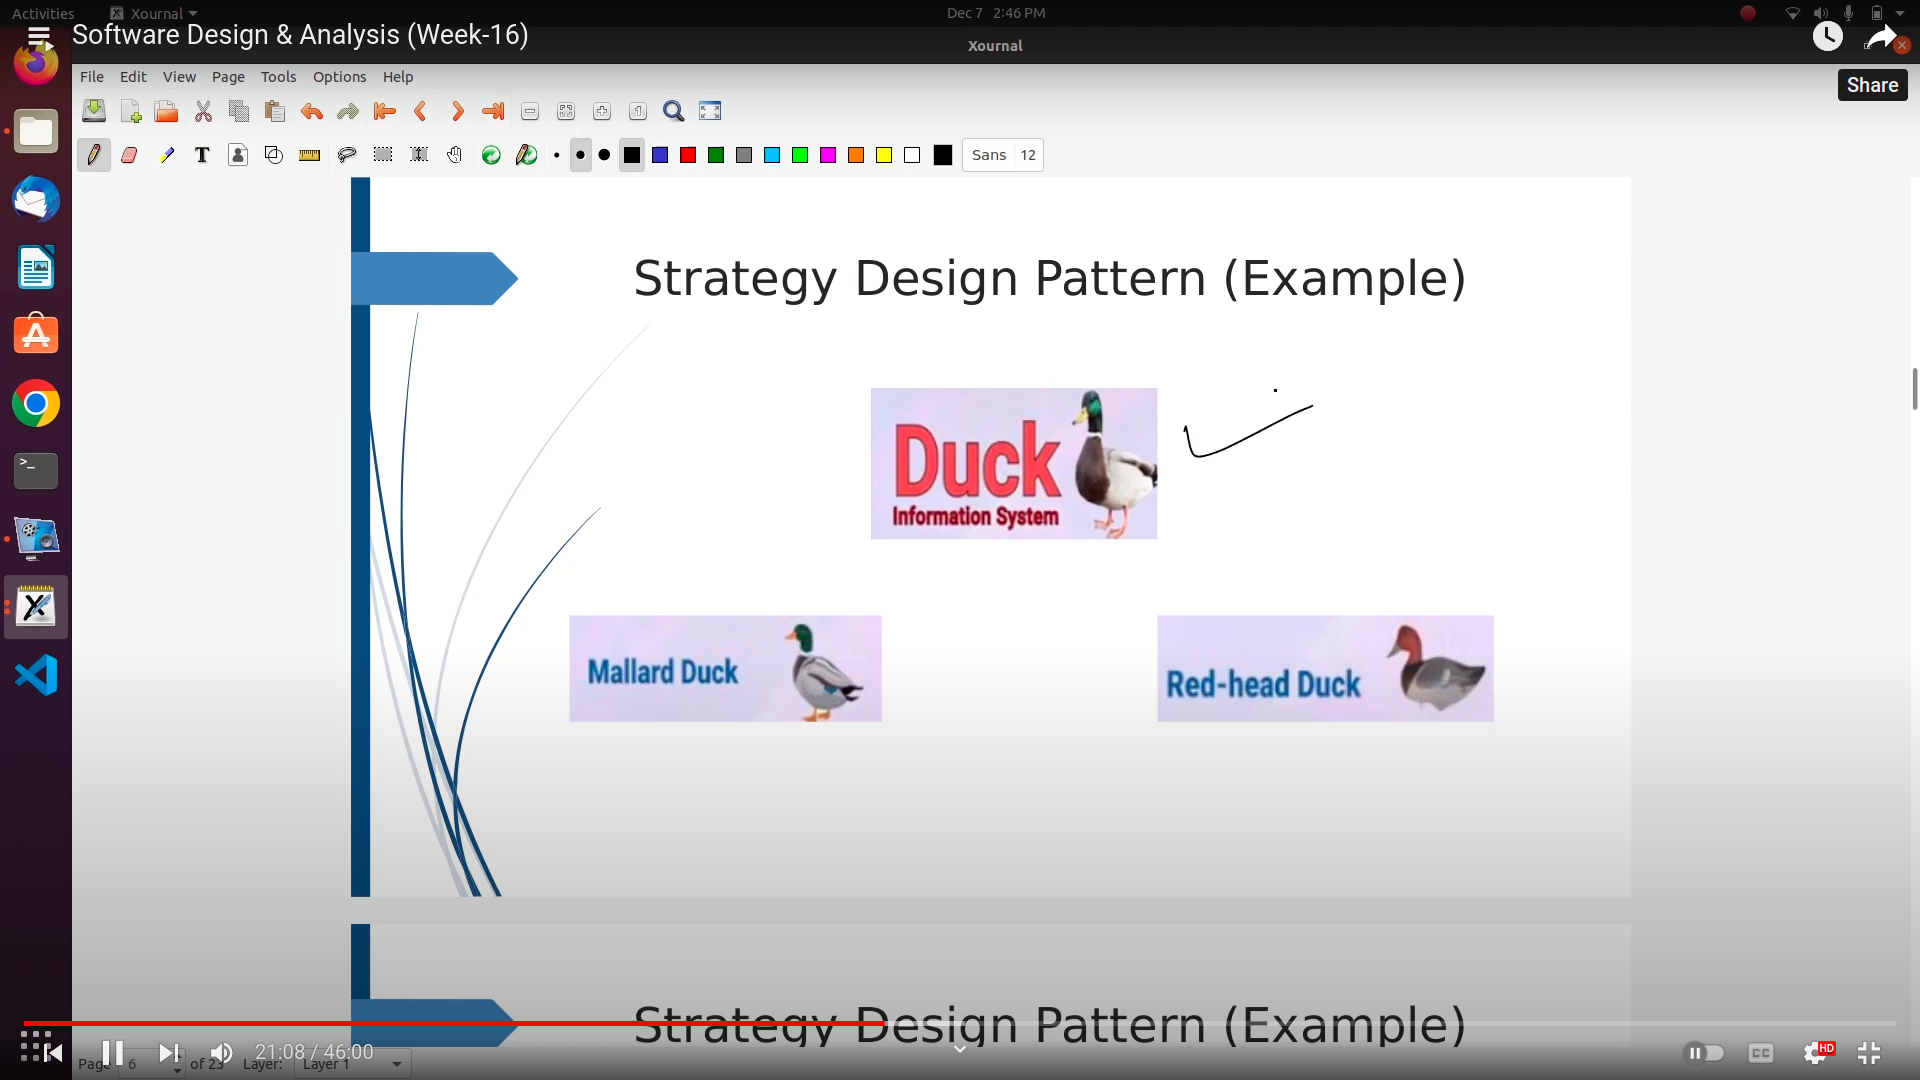 Activities Xournal Dec 7 2:46 PM
Software Design & Analysis (Week-16)
Xournal
File Edit View Page Tools Options Help
Share
T Sans 12
Strategy Design Pattern (Example)
Duck
Information System
Mallard Duck
Red-head Duck
Strategy Design Pattern (Example)
21:08 / 46:00
CC HD
Page 6 of 23 Layer: Layer 1